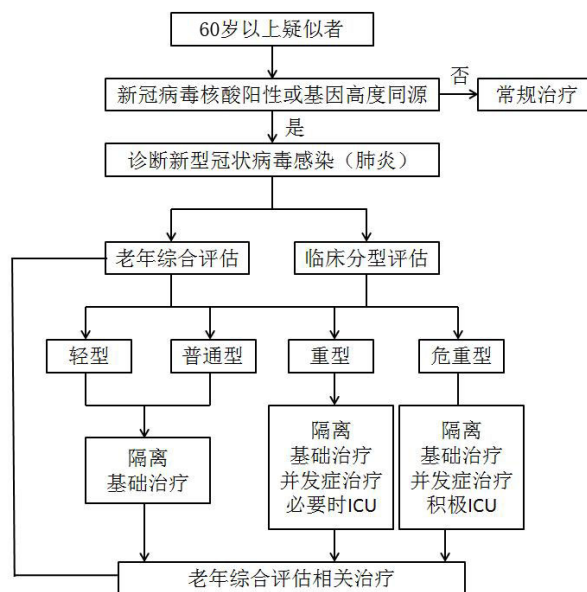 60岁以上疑似者
新冠病毒核酸阳性或基因高度同源
否
常规治疗
是
诊断新型冠状病毒感染（肺炎）
老年综合评估
临床分型评估
轻型
普通型
重型
危重型
隔离
基础治疗
隔离
基础治疗
并发症治疗
必要时ICU
隔离
基础治疗
并发症治疗
积极ICU
老年综合评估相关治疗